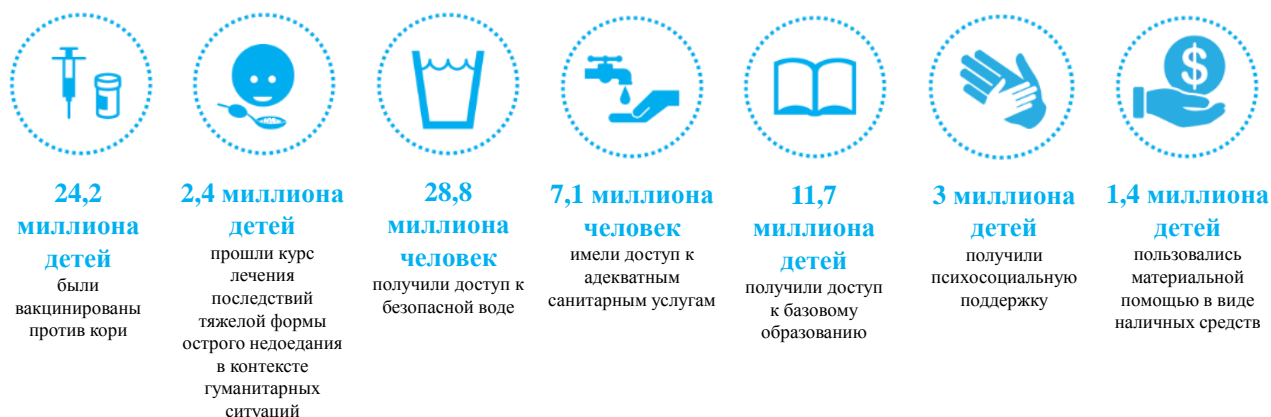 24,2
миллиона
детей
были
вакцинированы
против кори
2,4 миллиона
детей
прошли курс
лечения
последствий
тяжелой формы
острого недоедания
в контексте
гуманитарных
ситуаций
28,8
миллиона
человек
получили доступ к
безопасной воде
7,1 миллиона
человек
имели доступ к
адекватным
санитарным услугам
11,7
миллиона
детей
получили доступ
к базовому
образованию
3 миллиона
детей
получили
психосоциальную
поддержку
$
1,4 миллиона
детей
пользовались
материальной
помощью в виде
наличных средств